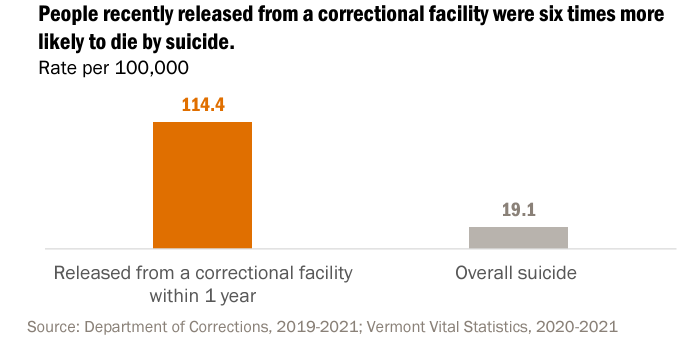 People recently released from a correctional facility were six times more
likely to die by suicide.
Rate per 100,000
114.4
19.1
Released from a correctional facility
within 1 year
Overall suicide
Source: Department of Corrections, 2019-2021; Vermont Vital Statistics, 2020-2021